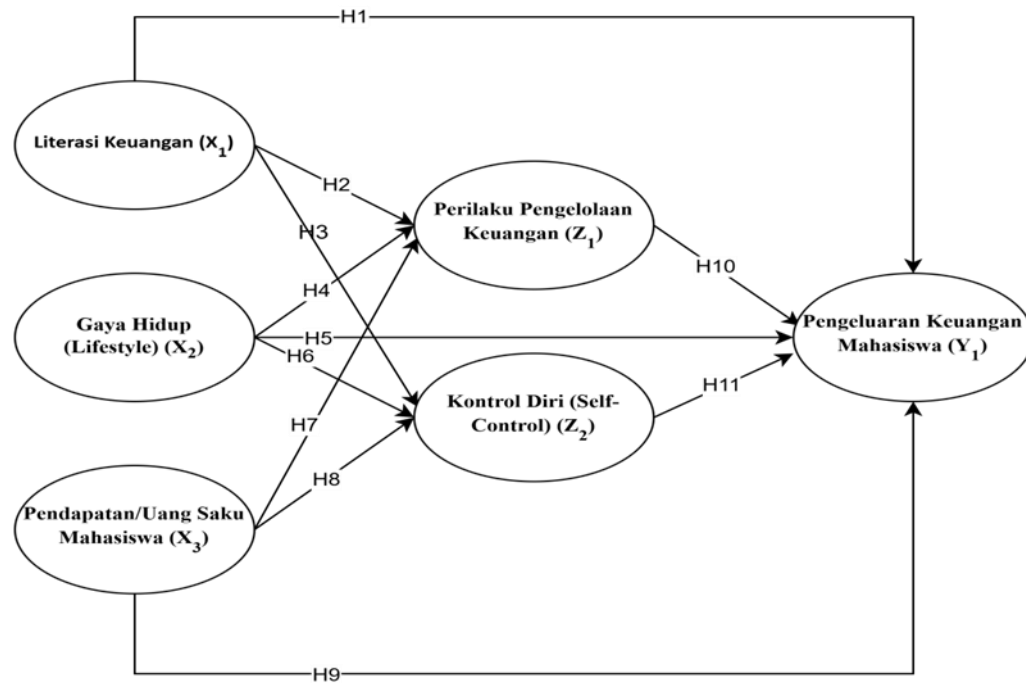 H1
Literasi Keuangan (X1)
H2
H3
Perilaku Pengelolaan
Keuangan (Z1)
H4
H10
Gaya Hidup
(Lifestyle) (X2)
H5
H6
Pengeluaran Keuangan
Mahasiswa (Y1)
H11
Kontrol Diri (Self-
Control) (Z2)
H7
H8
Pendapatan/Uang Saku
Mahasiswa (X3)
H9